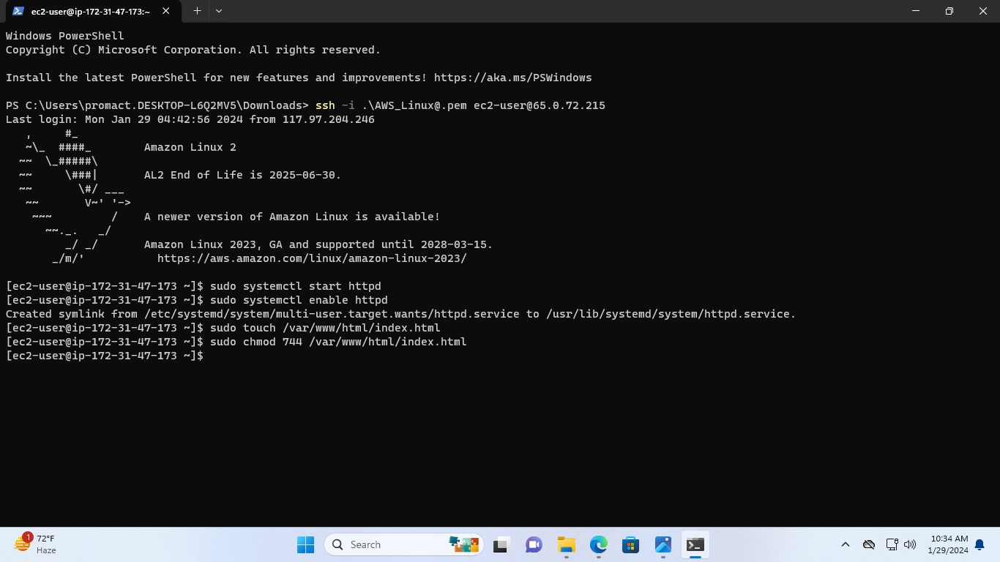 ec2-user@ip-172-31-47-173:~
Windows PowerShell
Copyright (C) Microsoft Corporation. All rights reserved.
Install the latest PowerShell for new features and improvements! https://aka.ms/PSWindows
PS C:\Users\promact.DESKTOP-L6Q2MV5\Downloads> ssh -i .\AWS_Linux@.pem ec2-user@65.0.72.215
Last login: Mon Jan 29 04:42:56 2024 from 117.97.204.246
   ,     #_
   ~\_  ####_        Amazon Linux 2
  ~~  \_#####\
  ~~     \###|       AL2 End of Life is 2025-06-30.
  ~~       \#/ ___
   ~~       V~' '->
    ~~~         /    A newer version of Amazon Linux is available!
      ~~._.   _/
         _/ _/       Amazon Linux 2023, GA and supported until 2028-03-15.
       _/m/'           https://aws.amazon.com/linux/amazon-linux-2023/
[ec2-user@ip-172-31-47-173 ~]$ sudo systemctl start httpd
[ec2-user@ip-172-31-47-173 ~]$ sudo systemctl enable httpd
Created symlink from /etc/systemd/system/multi-user.target.wants/httpd.service to /usr/lib/systemd/system/httpd.service.
[ec2-user@ip-172-31-47-173 ~]$ sudo touch /var/www/html/index.html
[ec2-user@ip-172-31-47-173 ~]$ sudo chmod 744 /var/www/html/index.html
[ec2-user@ip-172-31-47-173 ~]$
1
72°F
Haze
Search
10:34 AM
1/29/2024